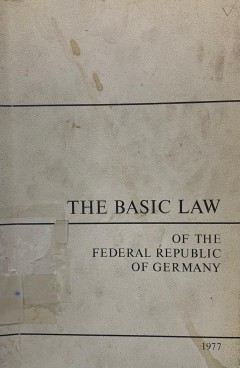 THE BASIC LAW
OF THE
FEDERAL REPUBLIC
OF GERMANY
1977